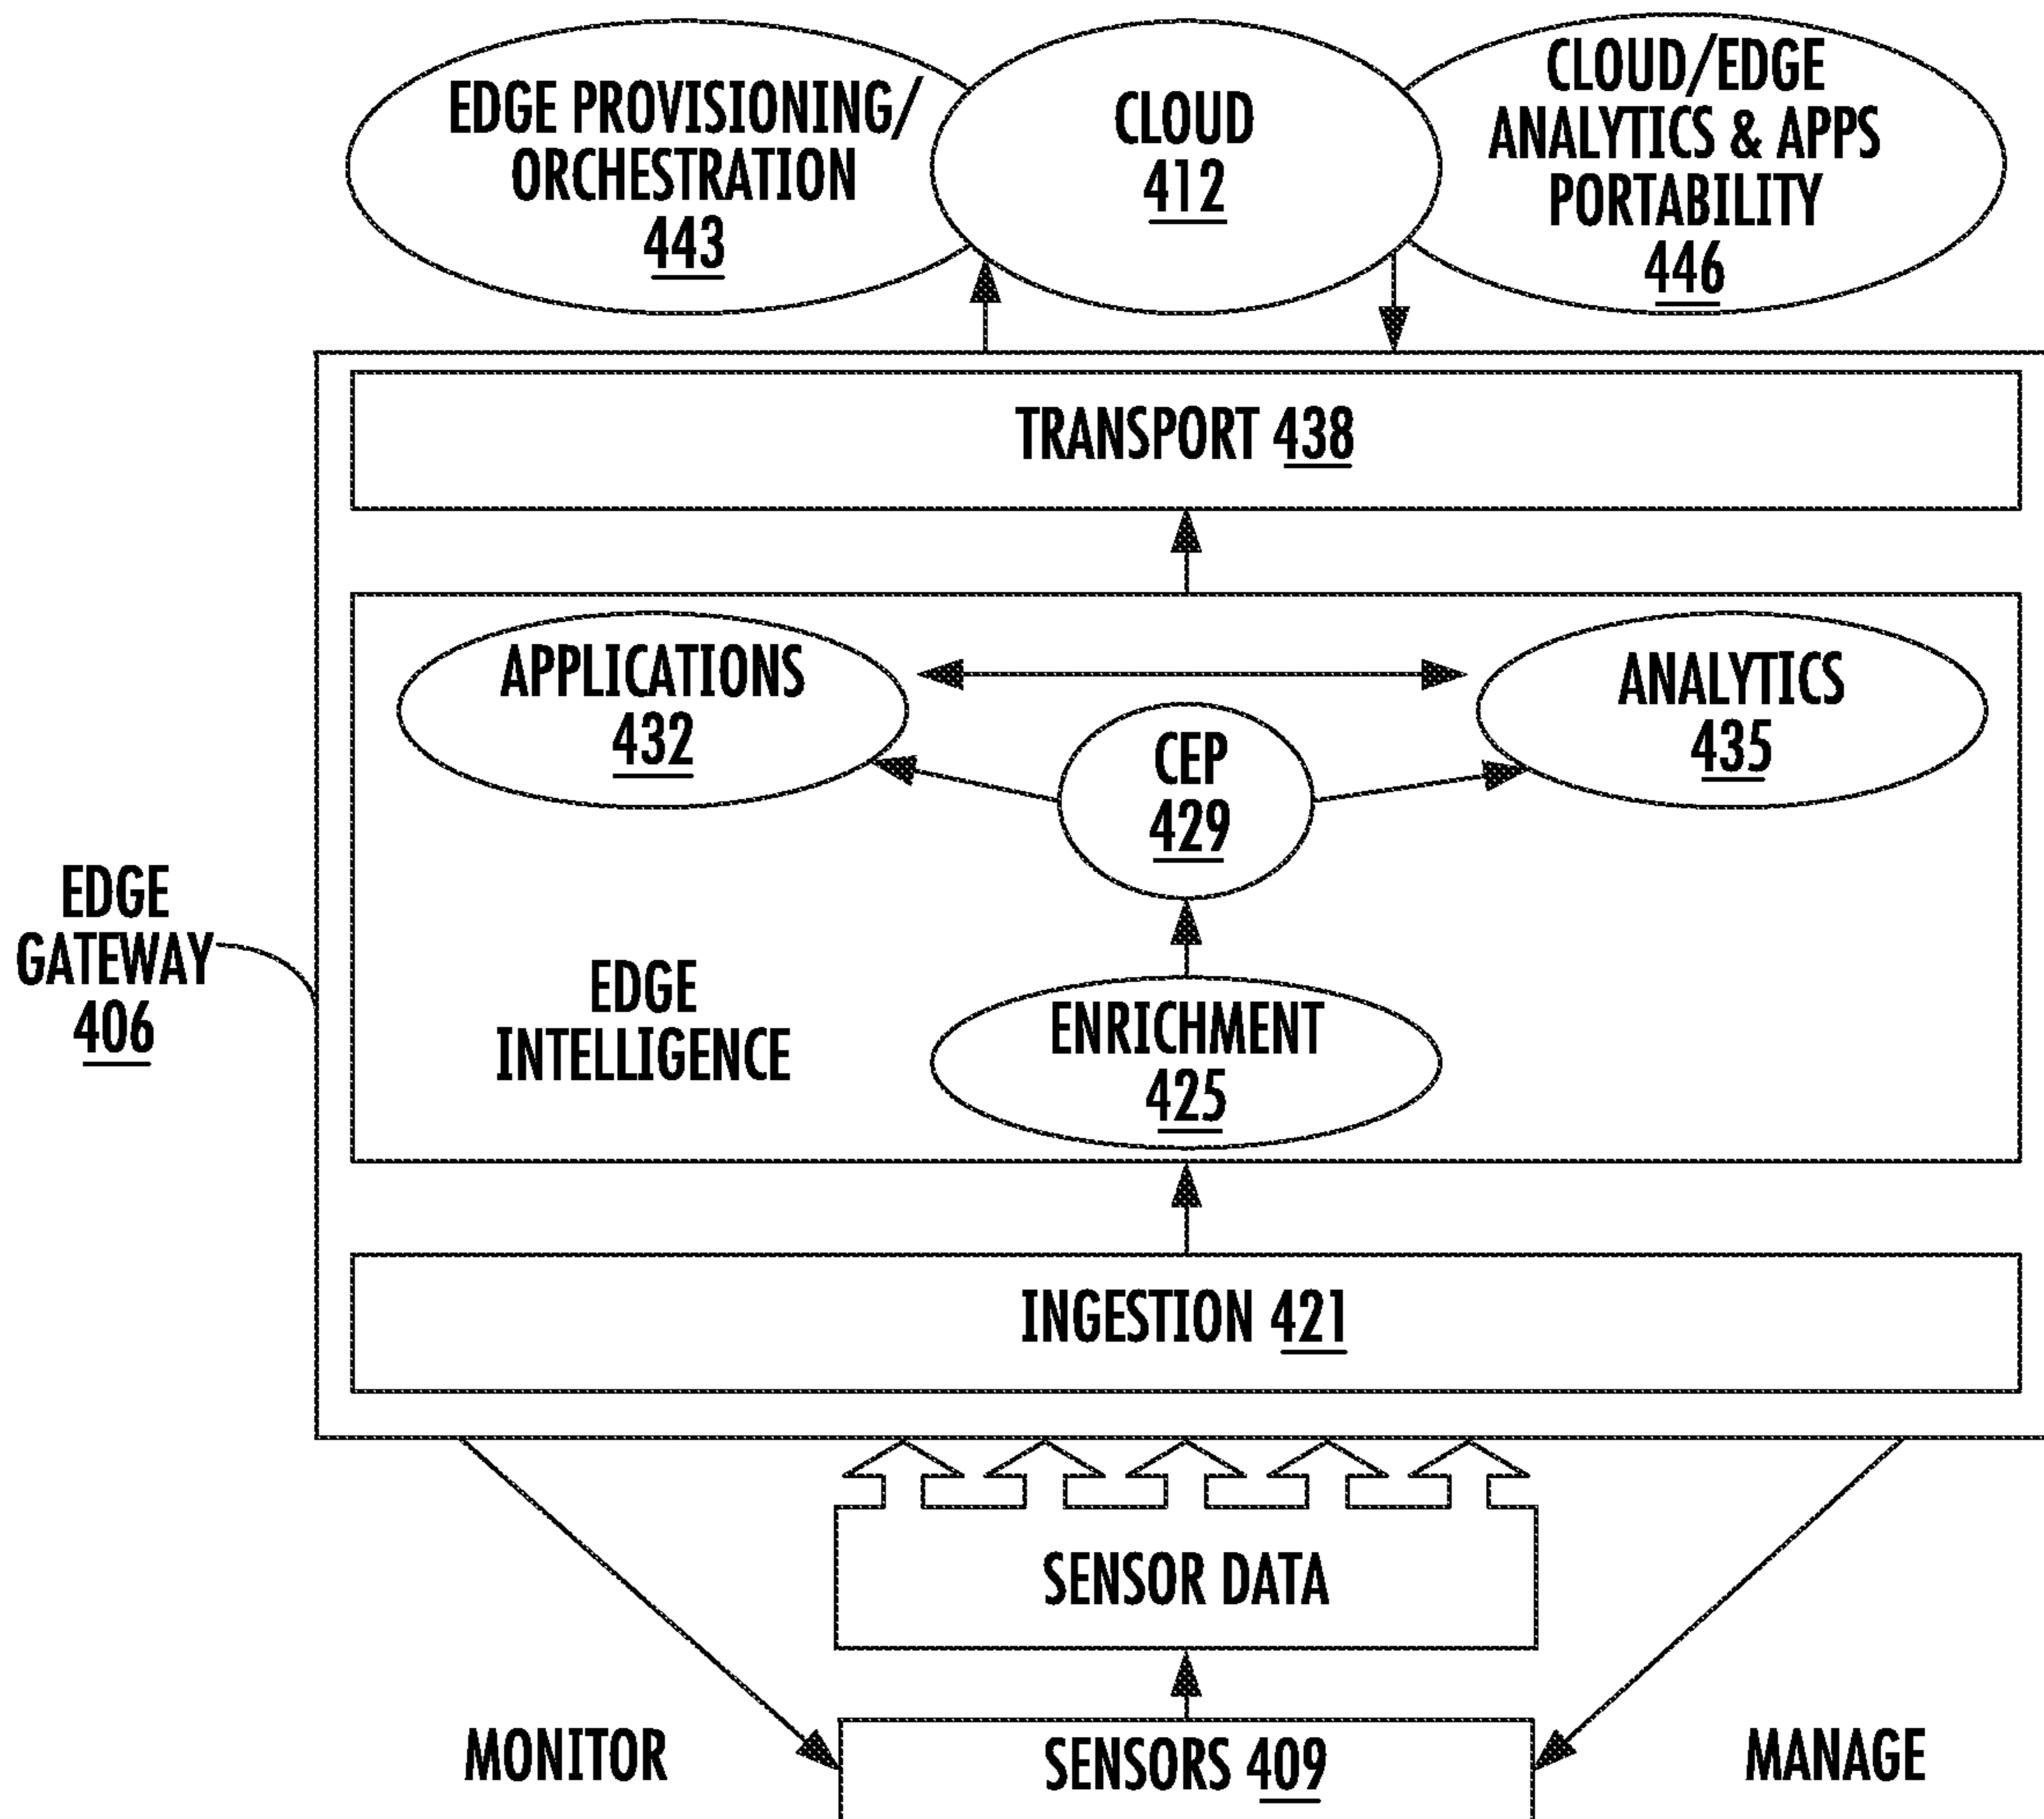 EDGE PROVISIONING/
ORCHESTRATION
443
CLOUD
412
CLOUD/EDGE
ANALYTICS & APPS
PORTABILITY
446
TRANSPORT 438
APPLICATIONS
432
ANALYTICS
435
CEP
429
EDGE
GATEWAY
406
EDGE
INTELLIGENCE
ENRICHMENT
425
INGESTION 421
SENSOR DATA
MONITOR
SENSORS 409
MANAGE